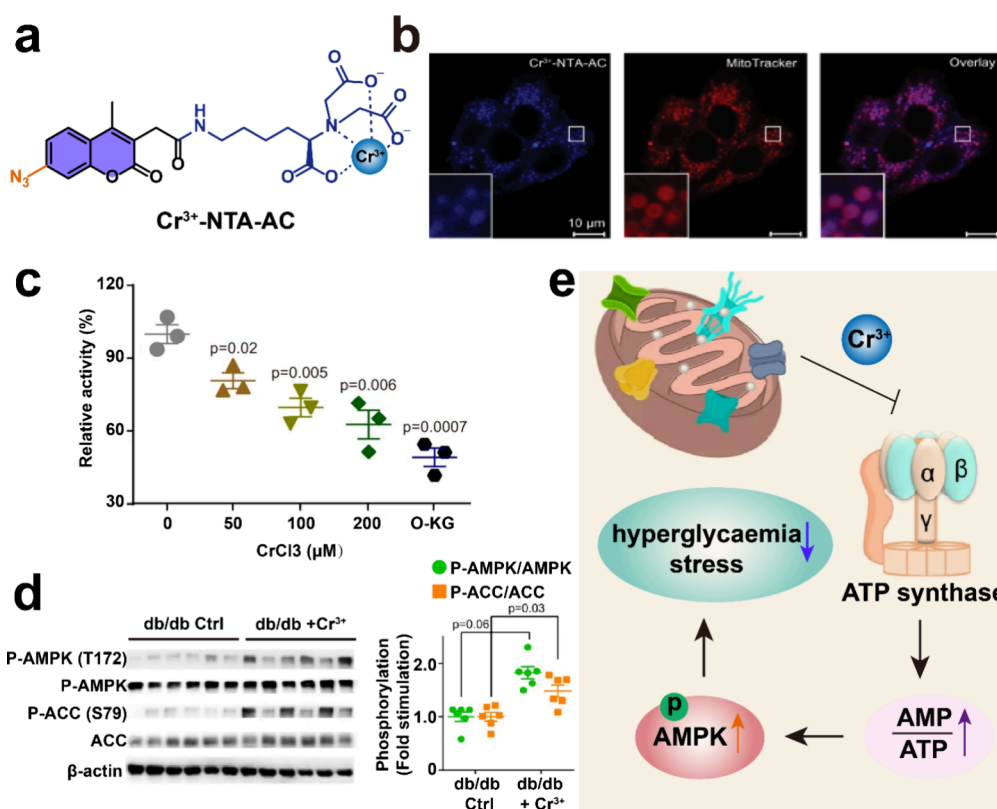 a
N₃
O
O
O
H
N
N
O
O⁻
O
O⁻
O
O
Cr³⁺
Cr³⁺-NTA-AC
b
Cr³⁺-NTA-AC
MitoTracker
Overlay
10 μm
c
Relative activity (%)
120
90
60
30
p=0.02
p=0.005
p=0.006
p=0.0007
0
50
100
200
O-KG
CrCl3 (μM)
d
db/db Ctrl
db/db +Cr³⁺
P-AMPK (T172)
P-AMPK
P-ACC (S79)
ACC
β-actin
P-AMPK/AMPK
P-ACC/ACC
p=0.03
p=0.06
Phosphorylation
(Fold stimulation)
2.0
1.0
0
db/db
Ctrl
db/db
+ Cr³⁺
e
Cr³⁺
α
β
γ
ATP synthase
hyperglycaemia
stress
p
AMPK
AMP
ATP